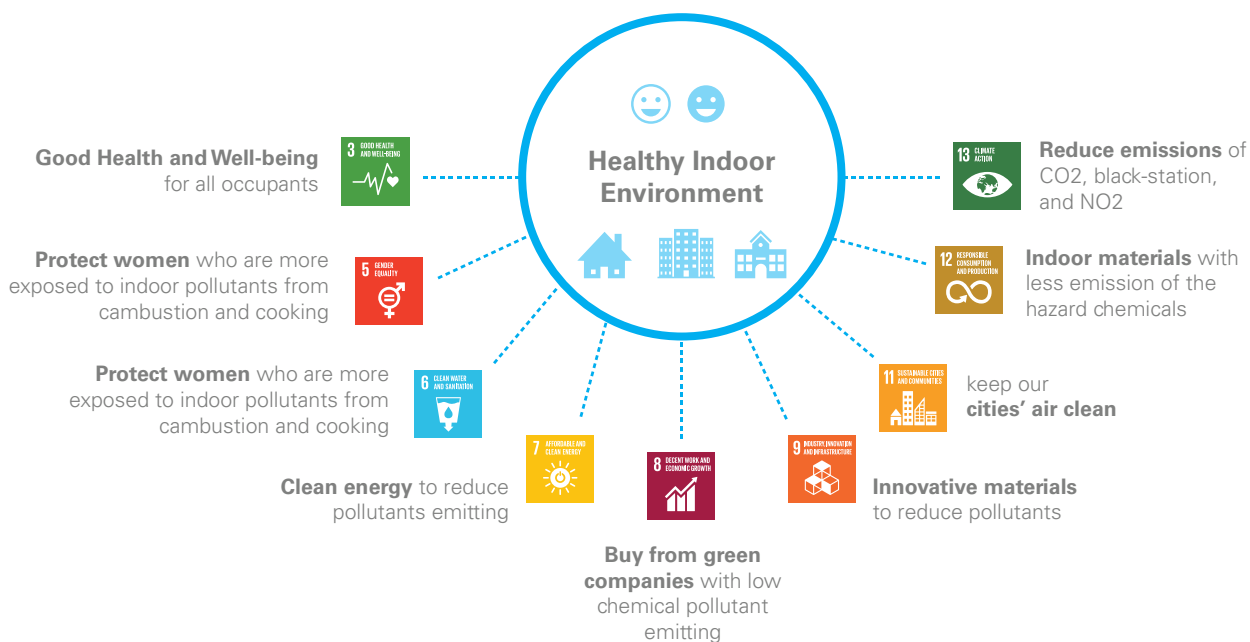 Healthy Indoor
Environment
3 GOOD HEALTH
AND WELL-BEING
Good Health and Well-being
for all occupants
5 GENDER
EQUALITY
Protect women who are more
exposed to indoor pollutants from
cambustion and cooking
6 CLEAN WATER
AND SANITATION
Protect women who are more
exposed to indoor pollutants from
cambustion and cooking
7 AFFORDABLE AND
CLEAN ENERGY
Clean energy to reduce
pollutants emitting
8 DECENT WORK AND
ECONOMIC GROWTH
Buy from green
companies with low
chemical pollutant
emitting
9 INDUSTRY, INNOVATION
AND INFRASTRUCTURE
Innovative materials
to reduce pollutants
11 SUSTAINABLE CITIES
AND COMMUNITIES
keep our
cities’ air clean
12 RESPONSIBLE
CONSUMPTION
AND PRODUCTION
Indoor materials with
less emission of the
hazard chemicals
13 CLIMATE
ACTION
Reduce emissions of
CO2, black-station,
and NO2